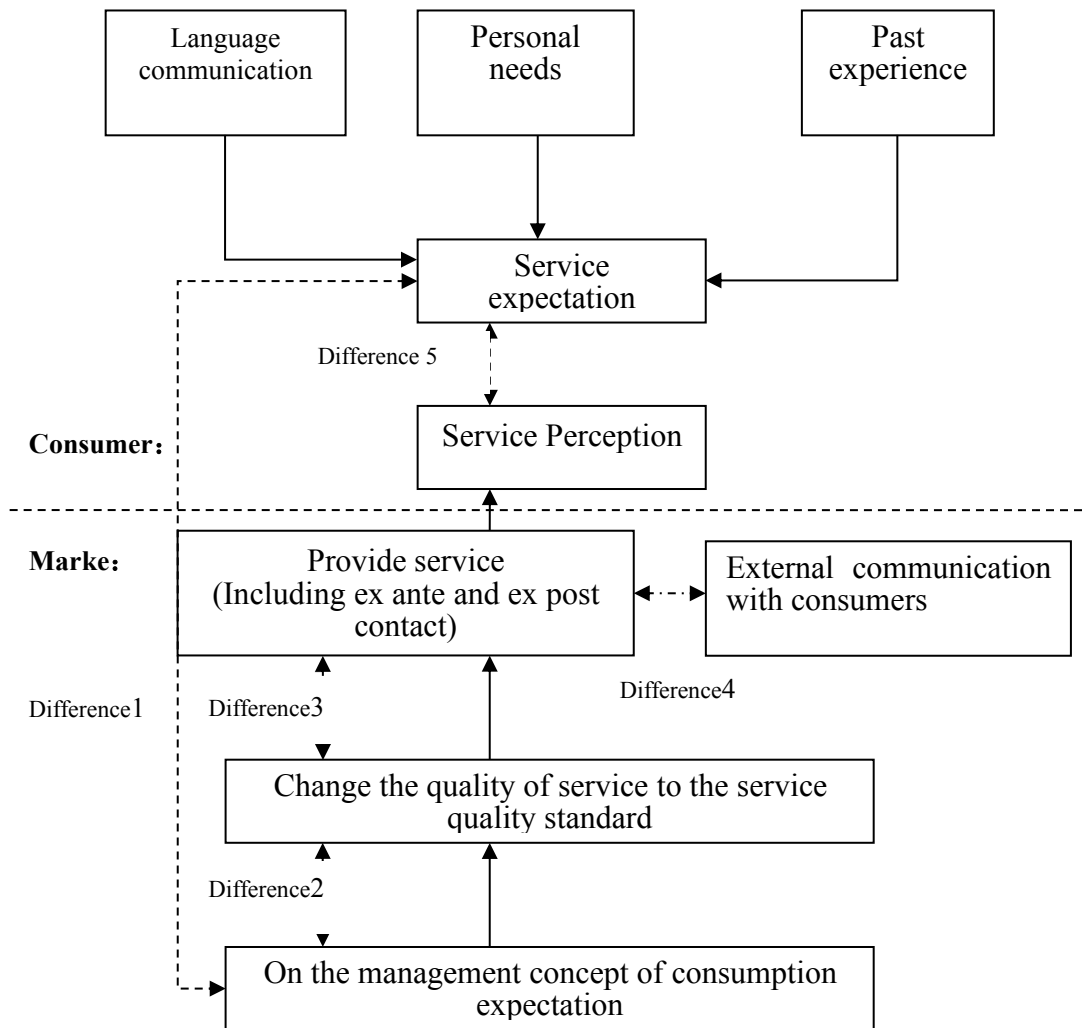 Language
communication
Personal
needs
Past
experience
Service
expectation
Difference 5
Service Perception
Consumer：
Marke：
Provide service
(Including ex ante and ex post
contact)
External communication
with consumers
Difference4
Difference1
Difference3
Change the quality of service to the service
quality standard
Difference2
On the management concept of consumption
expectation